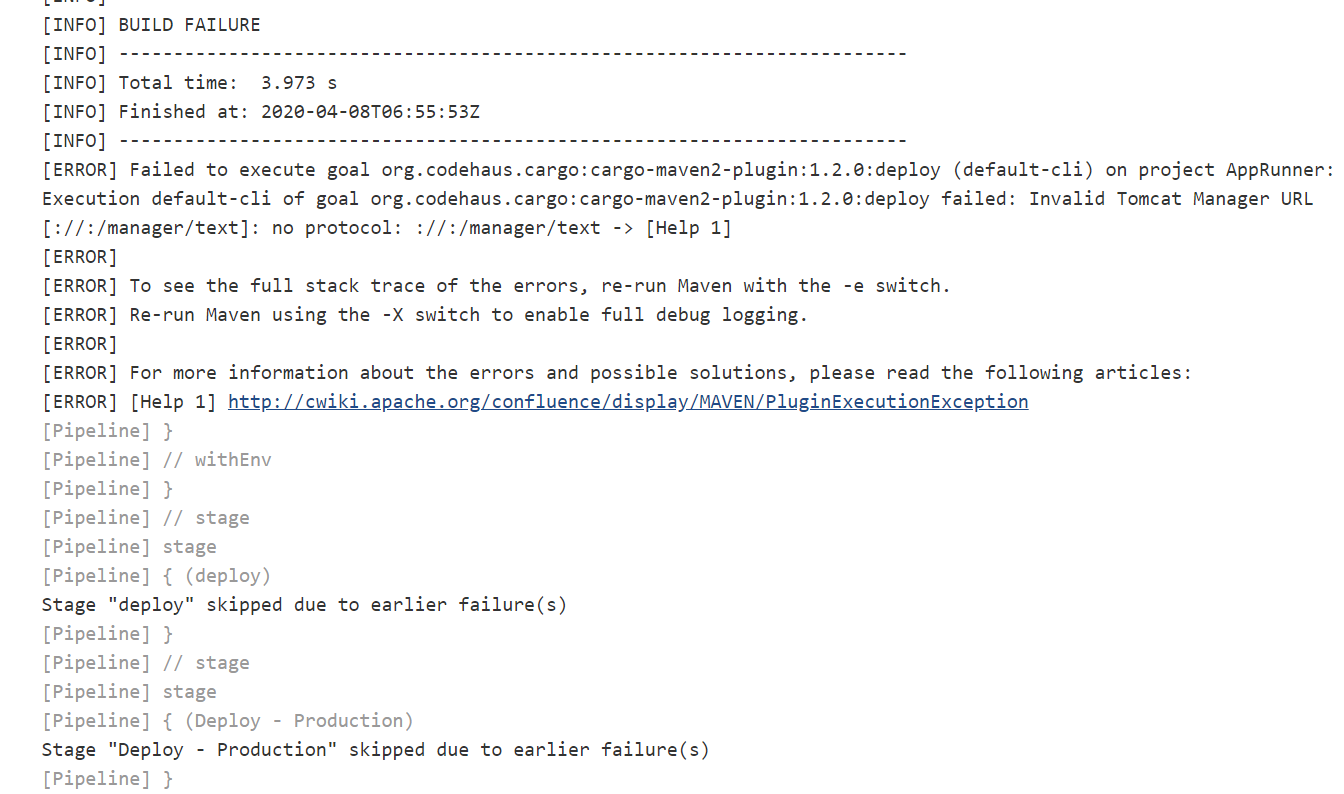 [INFO]
[INFO] BUILD FAILURE
[INFO] ------------------------------------------------------------------------
[INFO] Total time:  3.973 s
[INFO] Finished at: 2020-04-08T06:55:53Z
[INFO] ------------------------------------------------------------------------
[ERROR] Failed to execute goal org.codehaus.cargo:cargo-maven2-plugin:1.2.0:deploy (default-cli) on project AppRunner:
Execution default-cli of goal org.codehaus.cargo:cargo-maven2-plugin:1.2.0:deploy failed: Invalid Tomcat Manager URL
[://:/manager/text]: no protocol: ://:/manager/text -> [Help 1]
[ERROR]
[ERROR] To see the full stack trace of the errors, re-run Maven with the -e switch.
[ERROR] Re-run Maven using the -X switch to enable full debug logging.
[ERROR]
[ERROR] For more information about the errors and possible solutions, please read the following articles:
[ERROR] [Help 1] http://cwiki.apache.org/confluence/display/MAVEN/PluginExecutionException
[Pipeline] }
[Pipeline] // withEnv
[Pipeline] }
[Pipeline] // stage
[Pipeline] stage
[Pipeline] { (deploy)
Stage "deploy" skipped due to earlier failure(s)
[Pipeline] }
[Pipeline] // stage
[Pipeline] stage
[Pipeline] { (Deploy - Production)
Stage "Deploy - Production" skipped due to earlier failure(s)
[Pipeline] }